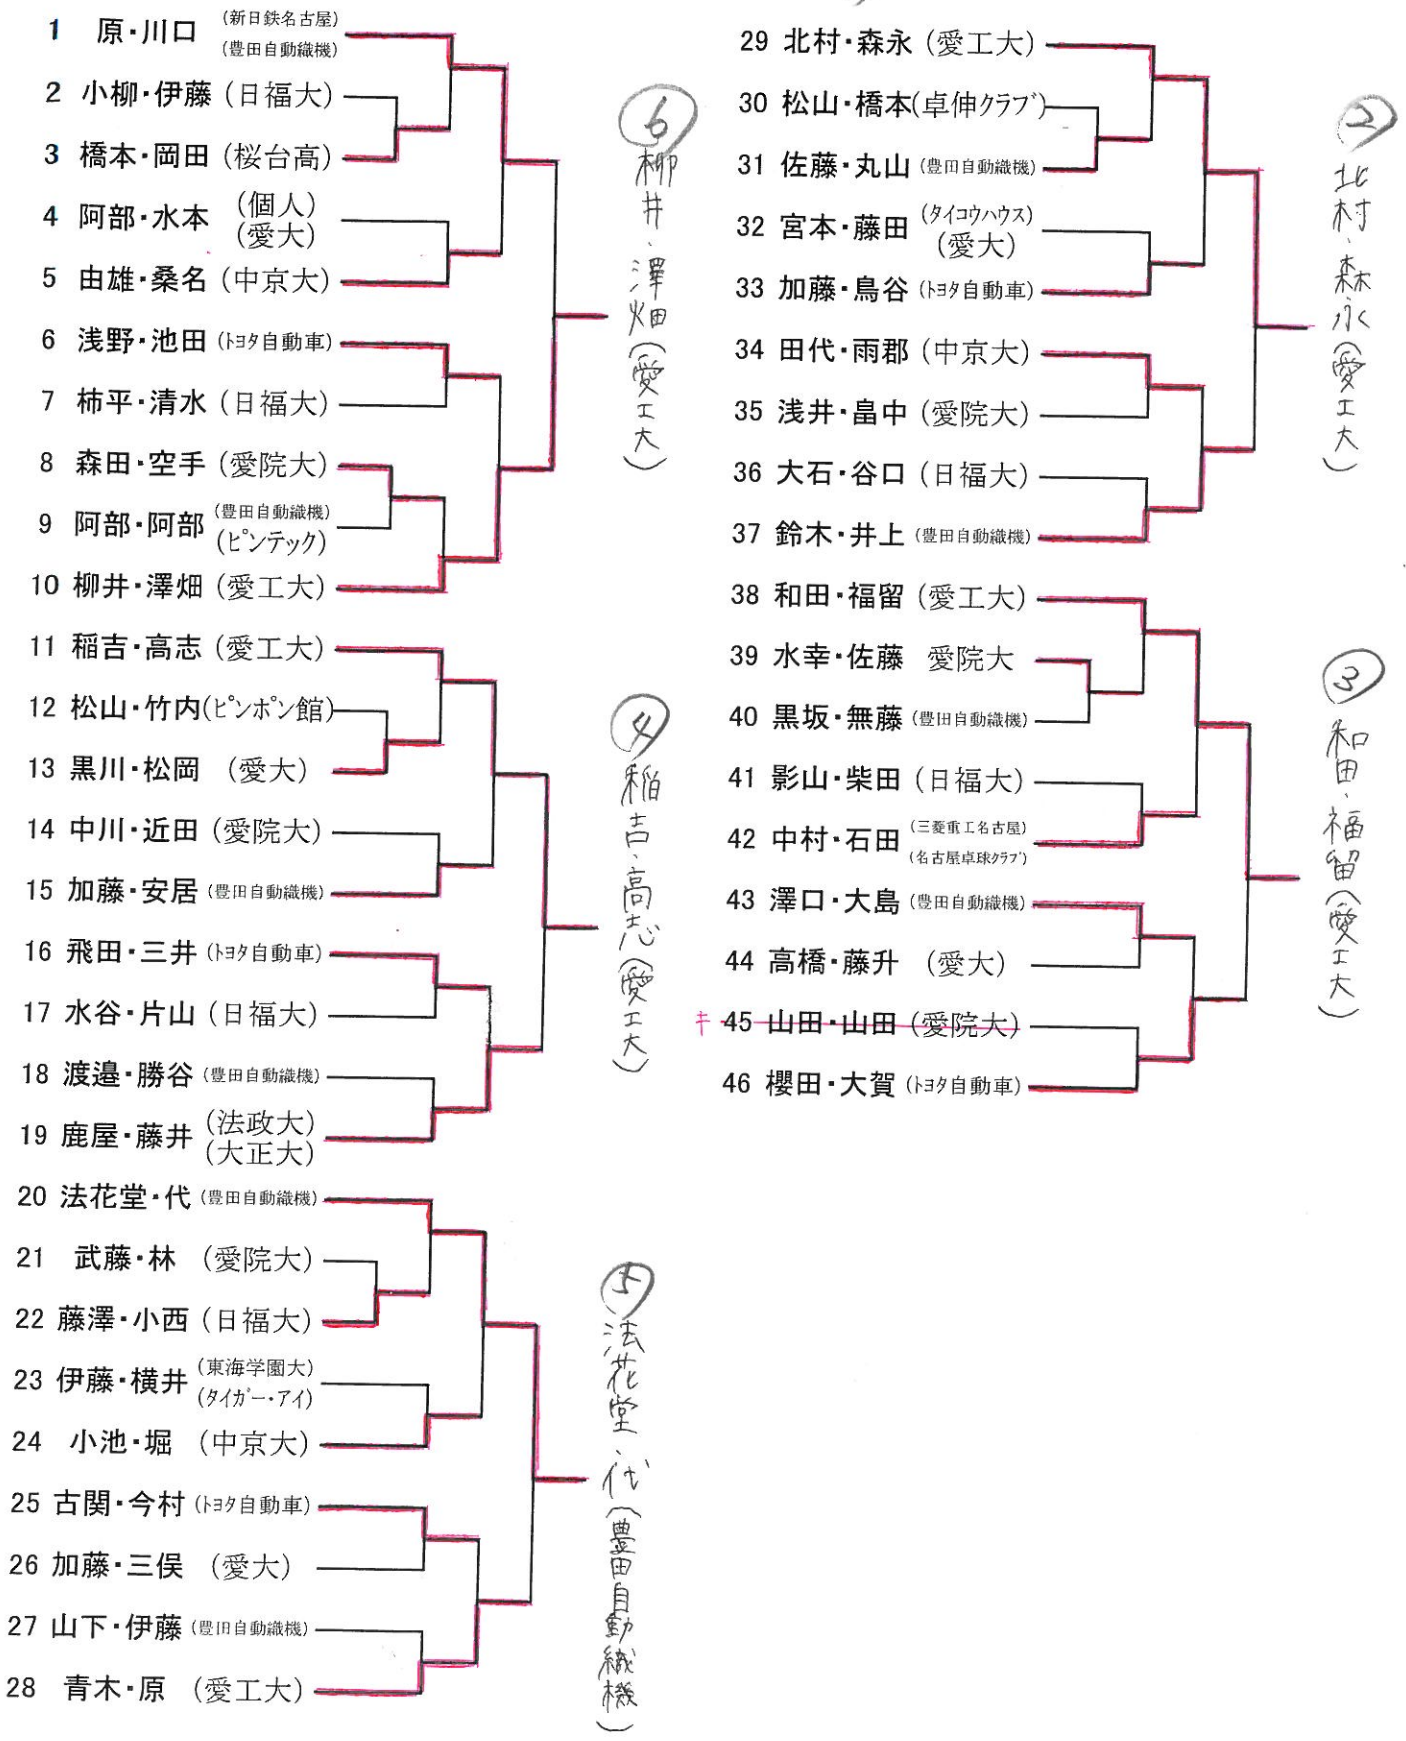 1 原・川口 (新日鉄名古屋)
(豊田自動織機)
2 小柳・伊藤 (日福大)
3 橋本・岡田 (桜台高)
4 阿部・水本 (個人)
(愛大)
5 由雄・桑名 (中京大)
6 浅野・池田 (トヨタ自動車)
7 柿平・清水 (日福大)
8 森田・空手 (愛院大)
9 阿部・阿部 (豊田自動織機)
(ピンテック)
10 柳井・澤畑 (愛工大)
⑥ 柳井・澤畑(愛工大)
11 稲吉・高志 (愛工大)
12 松山・竹内 (ピンポン館)
13 黒川・松岡 (愛大)
14 中川・近田 (愛院大)
15 加藤・安居 (豊田自動織機)
16 飛田・三井 (トヨタ自動車)
17 水谷・片山 (日福大)
18 渡邉・勝谷 (豊田自動織機)
19 鹿屋・藤井 (法政大)
(大正大)
④ 稲吉・高志(愛工大)
20 法花堂・代 (豊田自動織機)
21 武藤・林 (愛院大)
22 藤澤・小西 (日福大)
23 伊藤・横井 (東海学園大)
(タイガー・アイ)
24 小池・堀 (中京大)
25 古関・今村 (トヨタ自動車)
26 加藤・三俣 (愛大)
27 山下・伊藤 (豊田自動織機)
28 青木・原 (愛工大)
⑤ 法花堂・代(豊田自動織機)
29 北村・森永 (愛工大)
30 松山・橋本 (卓伸クラブ)
31 佐藤・丸山 (豊田自動織機)
32 宮本・藤田 (タイコウハウス)
(愛大)
33 加藤・鳥谷 (トヨタ自動車)
34 田代・雨郡 (中京大)
35 浅井・畠中 (愛院大)
36 大石・谷口 (日福大)
37 鈴木・井上 (豊田自動織機)
② 北村・森永(愛工大)
38 和田・福留 (愛工大)
39 水幸・佐藤 愛院大
40 黒坂・無藤 (豊田自動織機)
41 影山・柴田 (日福大)
42 中村・石田 (三菱重工名古屋)
(名古屋卓球クラブ)
43 澤口・大島 (豊田自動織機)
44 高橋・藤升 (愛大)
キ 45 山田・山田 (愛院大)
46 櫻田・大賀 (トヨタ自動車)
③ 和田・福留(愛工大)